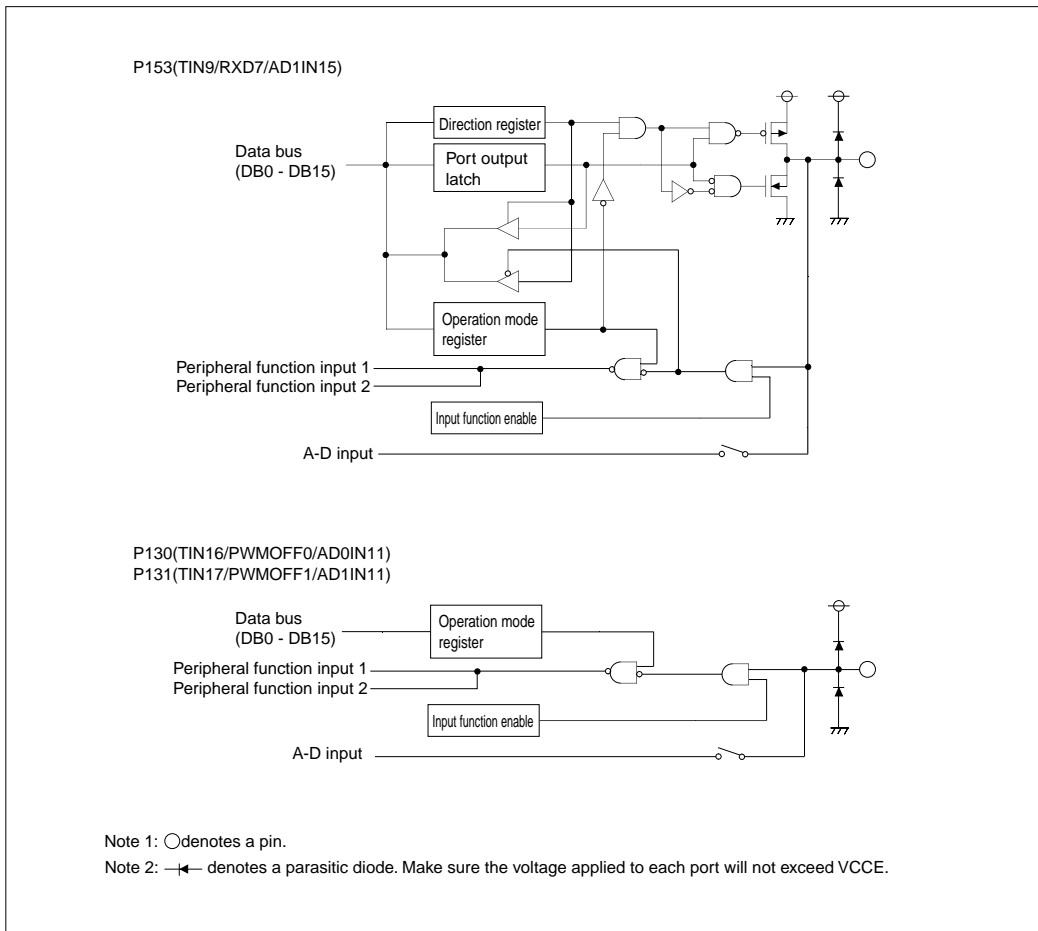 P153(TIN9/RXD7/AD1IN15)
Direction register
Data bus
(DB0 - DB15)
Port output
latch
Operation mode
register
Peripheral function input 1
Peripheral function input 2
Input function enable
A-D input
P130(TIN16/PWMOFF0/AD0IN11)
P131(TIN17/PWMOFF1/AD1IN11)
Data bus
(DB0 - DB15)
Operation mode
register
Peripheral function input 1
Peripheral function input 2
Input function enable
A-D input
Note 1: denotes a pin.
Note 2: denotes a parasitic diode. Make sure the voltage applied to each port will not exceed VCCE.